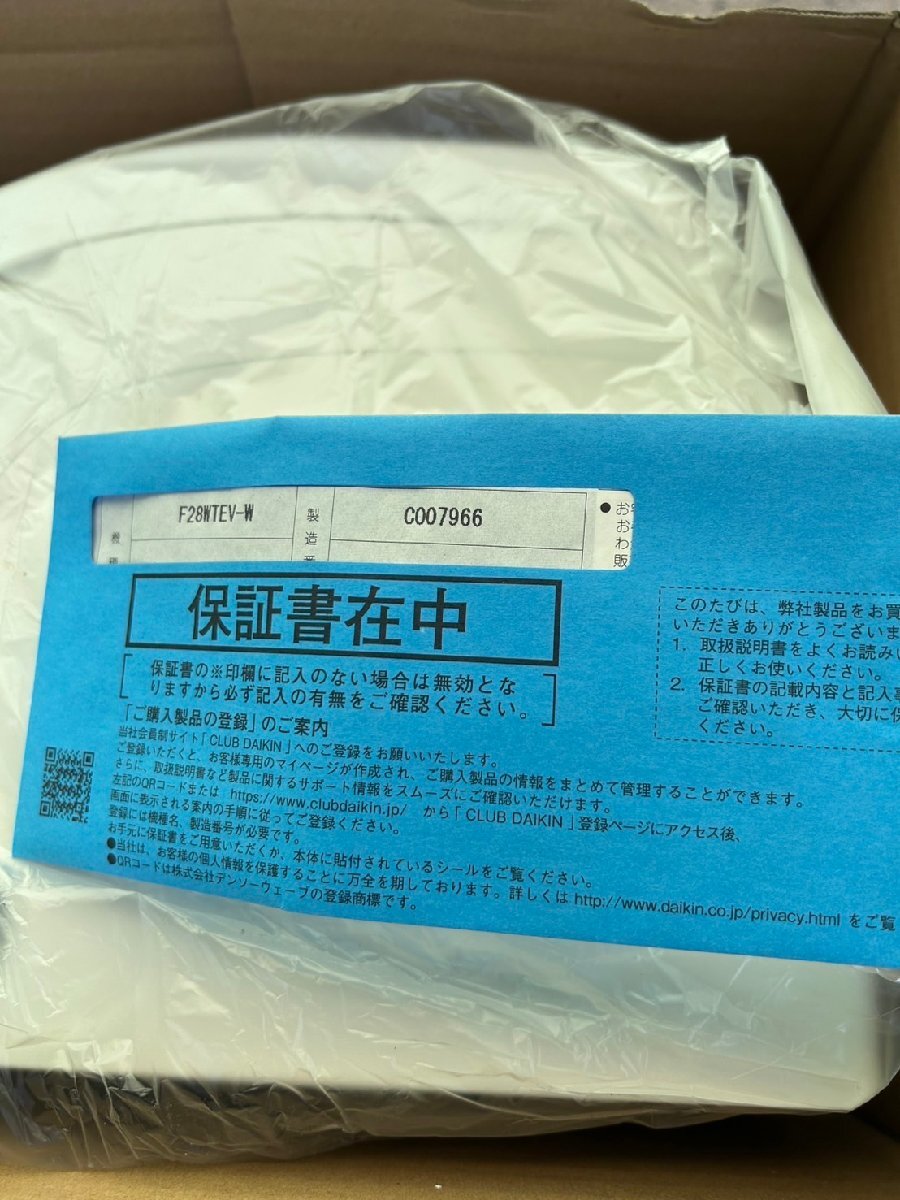 F28WTEV-W
製造番
C007966
●お
お
わ
販
保証書在中
保証書の※印欄に記入のない場合は無効とな
りますから必ず記入の有無をご確認ください。
「ご購入製品の登録」のご案内
当社会員制サイト「CLUB DAIKIN」へのご登録をお願いいたします。
ご登録いただくと、お客様専用のマイページが作成され、ご購入製品の情報をまとめて管理することができます。
さらに、取扱説明書など製品に関するサポート情報をスムーズにご確認いただけます。
左記のQRコードまたは https://www.clubdaikin.jp/ から「CLUB DAIKIN」登録ページにアクセス後、
画面に表示される案内の手順に従ってご登録ください。
登録には機種名、製造番号が必要です。
お手元に保証書をご用意いただくか、本体に貼付されているシールをご覧ください。
●当社は、お客様の個人情報を保護することに万全を期しております。詳しくは http://www.daikin.co.jp/privacy.html をご覧
●QRコードは株式会社デンソーウェーブの登録商標です。
このたびは、弊社製品をお買
いただきありがとうございま
1. 取扱説明書をよくお読みい
正しくお使いください。
2. 保証書の記載内容と記入事
ご確認いただき、大切に保
ください。